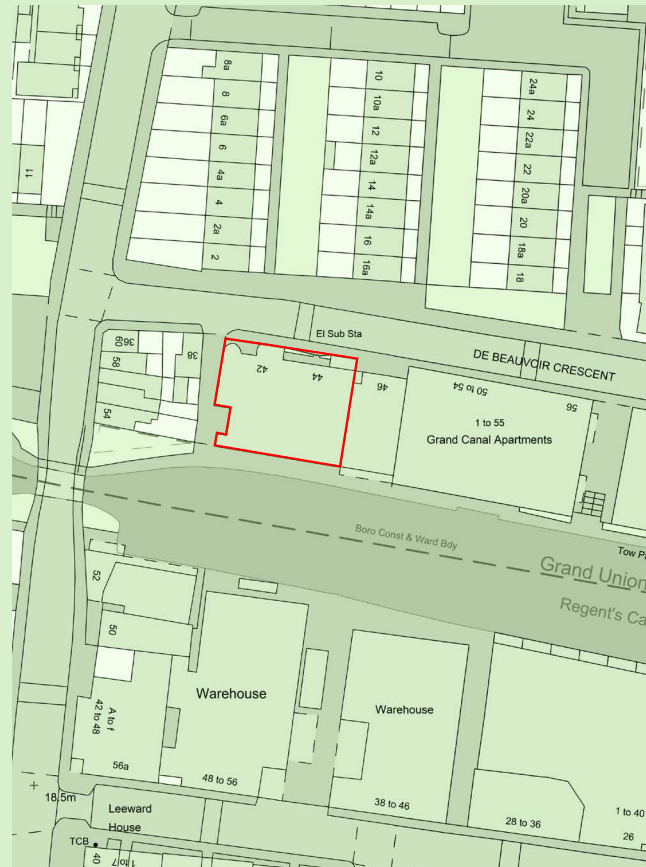 8a
8
6a
6
4a
4
2a
2
10
10a
12
12a
14
14a
16
16a
24a
24
22a
22
20a
20
18a
18
11
El Sub Sta
DE BEAUVOIR CRESCENT
36
60
58
54
38
42
44
46
50 to 54
56
1 to 55
Grand Canal Apartments
Boro Const & Ward Bdy
Tow Pa
Grand Union
Regent's Ca
52
50
Warehouse
Warehouse
A to f
42 to 48
56a
48 to 56
38 to 46
28 to 36
1 to 40
26
18.5m
Leeward
House
TCB
40